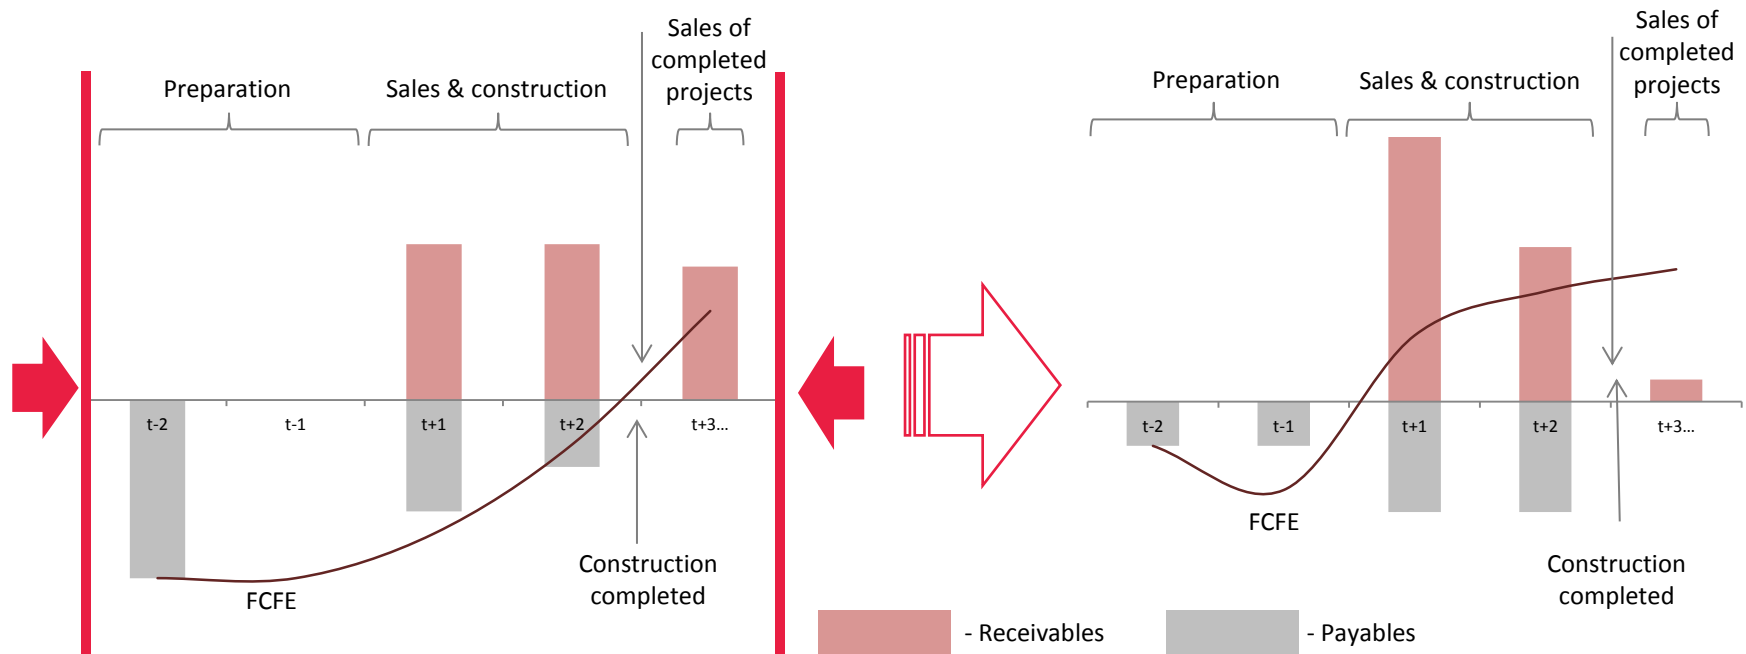 Preparation
Sales & construction
Sales of
completed
projects
t-2
t-1
t+1
t+2
t+3...
FCFE
Construction
completed
Preparation
Sales & construction
Sales of
completed
projects
t-2
t-1
t+1
t+2
t+3...
FCFE
Construction
completed
- Receivables
- Payables